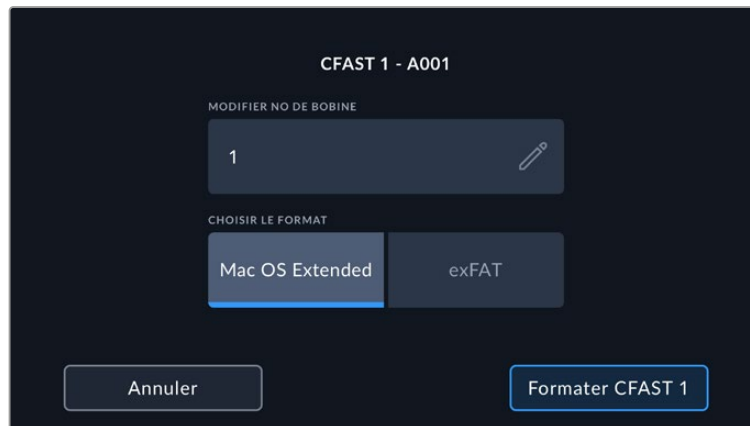 CFAST 1 - A001
MODIFIER NO DE BOBINE
1
CHOISIR LE FORMAT
Mac OS Extended exFAT
Annuler Formater CFAST 1